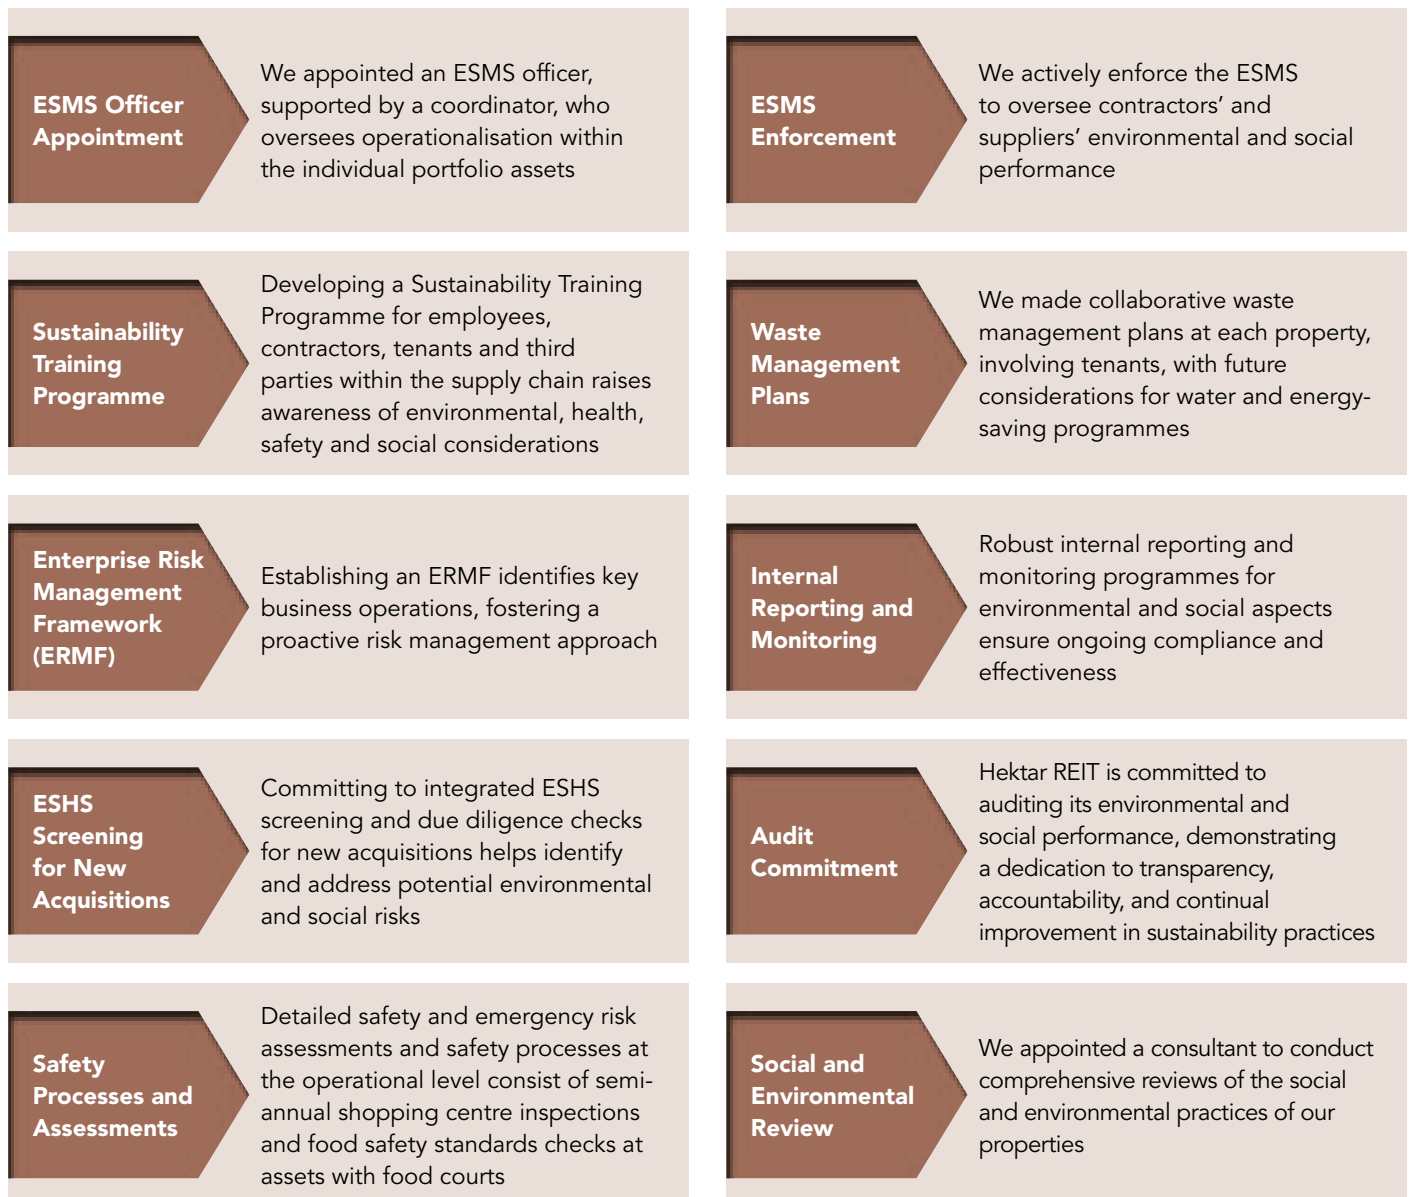 ESMS Officer
Appointment
We appointed an ESMS officer,
supported by a coordinator, who
oversees operationalisation within
the individual portfolio assets
ESMS
Enforcement
We actively enforce the ESMS
to oversee contractors’ and
suppliers’ environmental and social
performance
Sustainability
Training
Programme
Developing a Sustainability Training
Programme for employees,
contractors, tenants and third
parties within the supply chain raises
awareness of environmental, health,
safety and social considerations
Waste
Management
Plans
We made collaborative waste
management plans at each property,
involving tenants, with future
considerations for water and energy-
saving programmes
Enterprise Risk
Management
Framework
(ERMF)
Establishing an ERMF identifies key
business operations, fostering a
proactive risk management approach
Internal
Reporting and
Monitoring
Robust internal reporting and
monitoring programmes for
environmental and social aspects
ensure ongoing compliance and
effectiveness
ESHS
Screening
for New
Acquisitions
Committing to integrated ESHS
screening and due diligence checks
for new acquisitions helps identify
and address potential environmental
and social risks
Audit
Commitment
Hektar REIT is committed to
auditing its environmental and
social performance, demonstrating
a dedication to transparency,
accountability, and continual
improvement in sustainability practices
Safety
Processes and
Assessments
Detailed safety and emergency risk
assessments and safety processes at
the operational level consist of semi-
annual shopping centre inspections
and food safety standards checks at
assets with food courts
Social and
Environmental
Review
We appointed a consultant to conduct
comprehensive reviews of the social
and environmental practices of our
properties